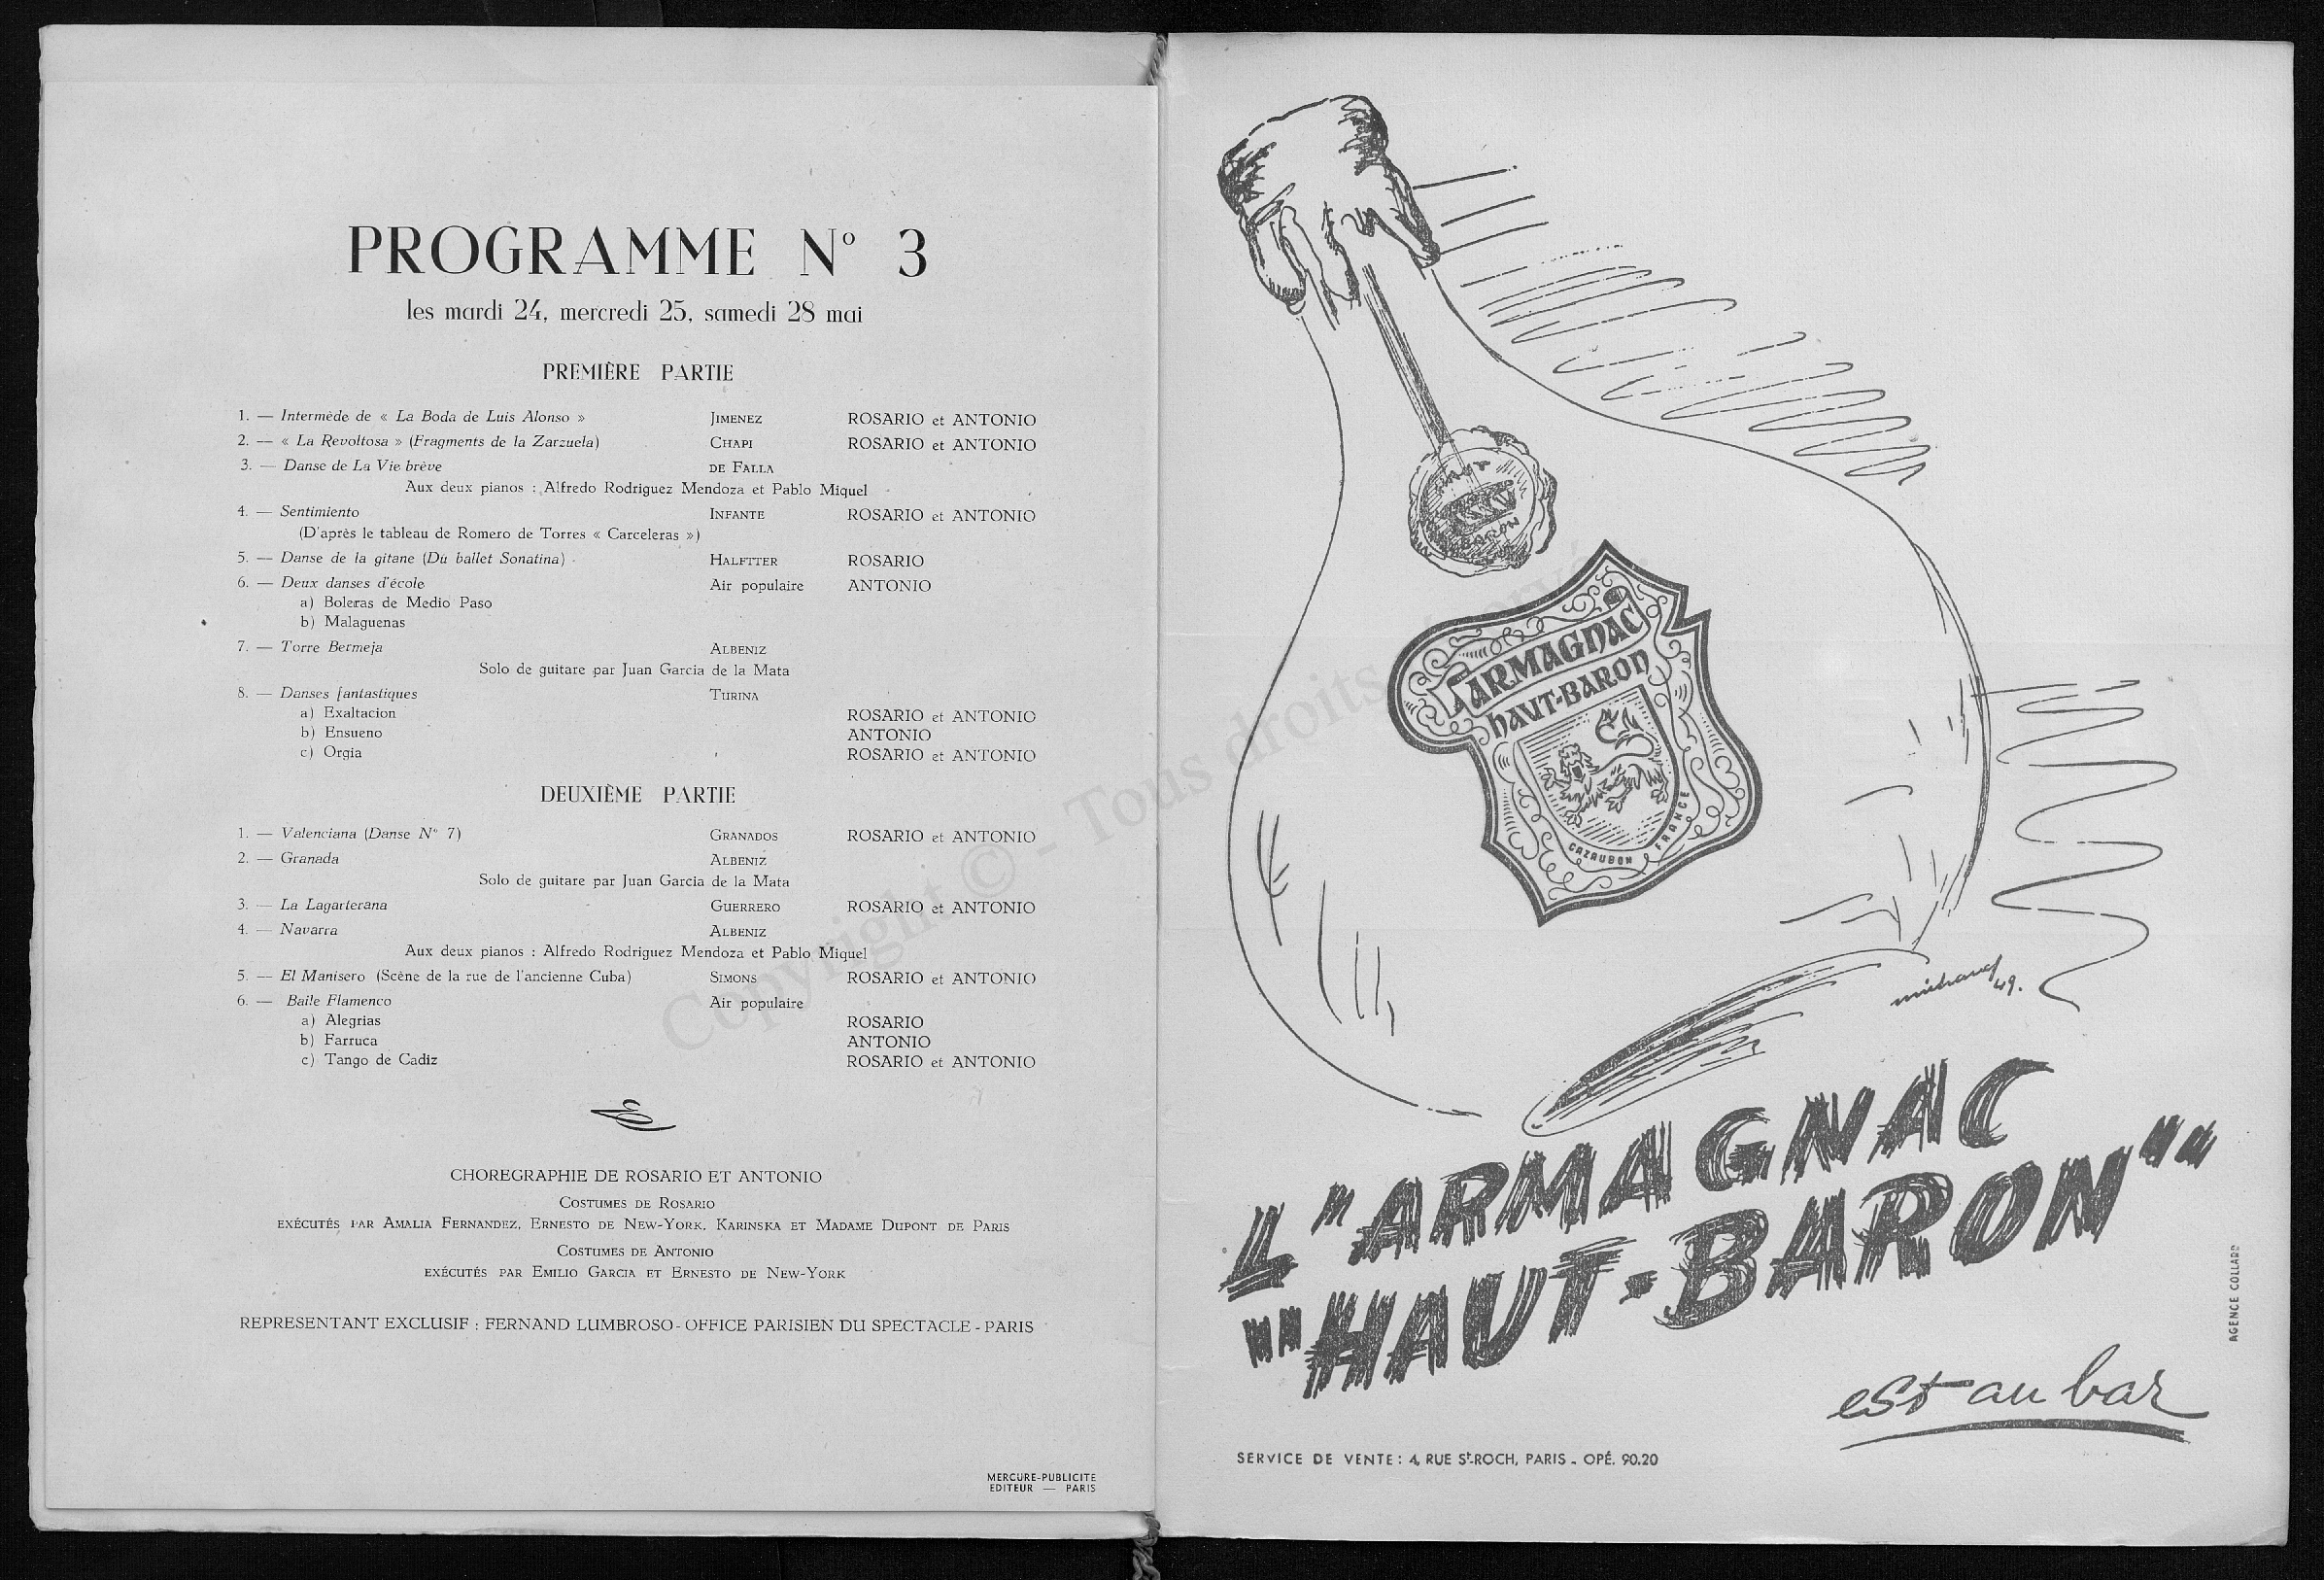 PROGRAMME N° 3
les mardi 24, mercredi 25, samedi 28 mai
PREMIÈRE PARTIE
1. — Intermède de « La Boda de Luis Alonso » JIMENEZ ROSARIO et ANTONIO
2. — « La Revoltosa » (Fragments de la Zarzuela) CHAPI ROSARIO et ANTONIO
3. — Danse de La Vie brève DE FALLA
Aux deux pianos : Alfredo Rodriguez Mendoza et Pablo Miquel
4. — Sentimiento INFANTE ROSARIO et ANTONIO
(D'après le tableau de Romero de Torres « Carceleras »)
5. — Danse de la gitane (Du ballet Sonatina) HALFTTER ROSARIO
6. — Deux danses d'école Air populaire ANTONIO
a) Boleras de Medio Paso
b) Malaguenas
7. — Torre Bermeja ALBENIZ
Solo de guitare par Juan Garcia de la Mata
8. — Danses fantastiques TURINA
a) Exaltacion ROSARIO et ANTONIO
b) Ensueno ANTONIO
c) Orgia ROSARIO et ANTONIO
DEUXIÈME PARTIE
1. — Valenciana (Danse N° 7) GRANADOS ROSARIO et ANTONIO
2. — Granada ALBENIZ
Solo de guitare par Juan Garcia de la Mata
3. — La Lagarterana GUERRERO ROSARIO et ANTONIO
4. — Navarra ALBENIZ
Aux deux pianos : Alfredo Rodriguez Mendoza et Pablo Miquel
5. — El Manisero (Scène de la rue de l'ancienne Cuba) SIMONS ROSARIO et ANTONIO
6. — Baile Flamenco Air populaire
a) Alegrias ROSARIO
b) Farruca ANTONIO
c) Tango de Cadiz ROSARIO et ANTONIO
CHOREGRAPHIE DE ROSARIO ET ANTONIO
COSTUMES DE ROSARIO
EXÉCUTÉS PAR AMALIA FERNANDEZ, ERNESTO DE NEW-YORK, KARINSKA ET MADAME DUPONT DE PARIS
COSTUMES DE ANTONIO
EXÉCUTÉS PAR EMILIO GARCIA ET ERNESTO DE NEW-YORK
REPRESENTANT EXCLUSIF : FERNAND LUMBROSO - OFFICE PARISIEN DU SPECTACLE - PARIS
MERCURE-PUBLICITE
EDITEUR — PARIS
Copyright © - Tous droits
HAUT
BARON
ARMAGNAC
HAUT-BARON
CAZAUBON FRANCE
49.
L'"ARMAGNAC
"HAUT-BARON"
est au bar
AGENCE COLLARD
SERVICE DE VENTE : 4, RUE St-ROCH, PARIS - OPÉ. 90.20